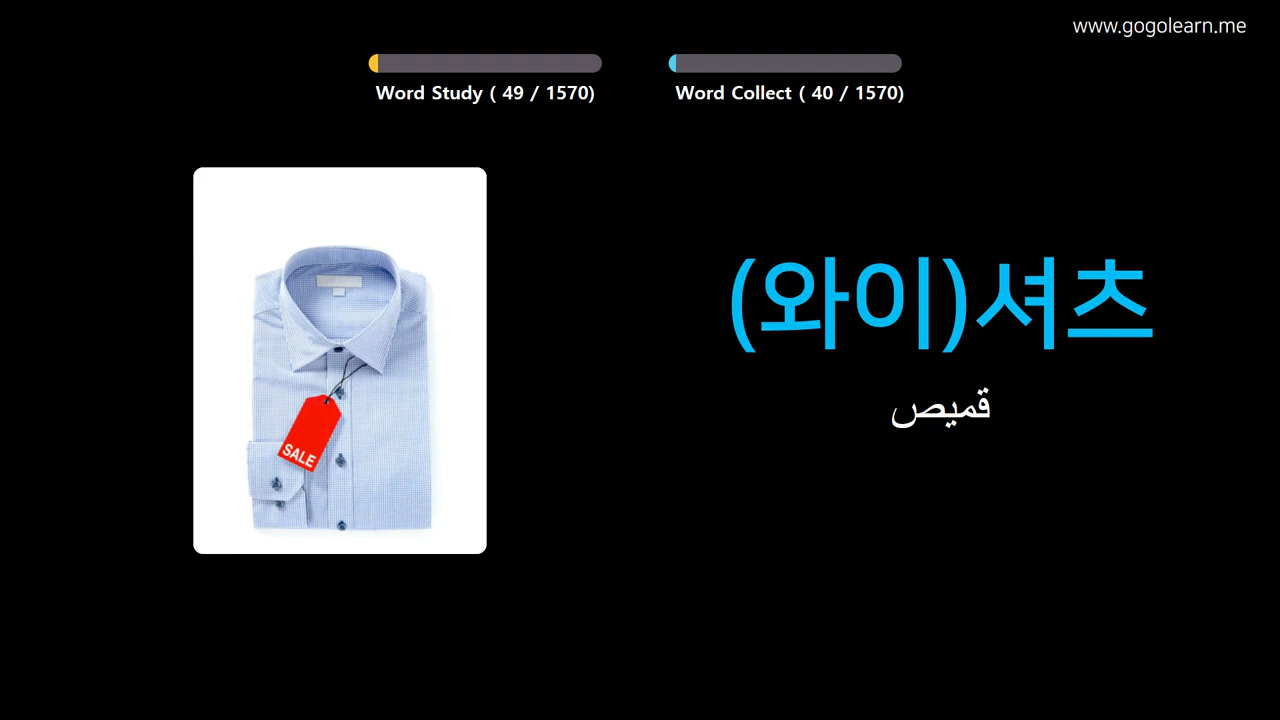 www.gogolearn.me
Word Study ( 49 / 1570)
Word Collect ( 40 / 1570)
(와이)셔츠
قميص
SALE